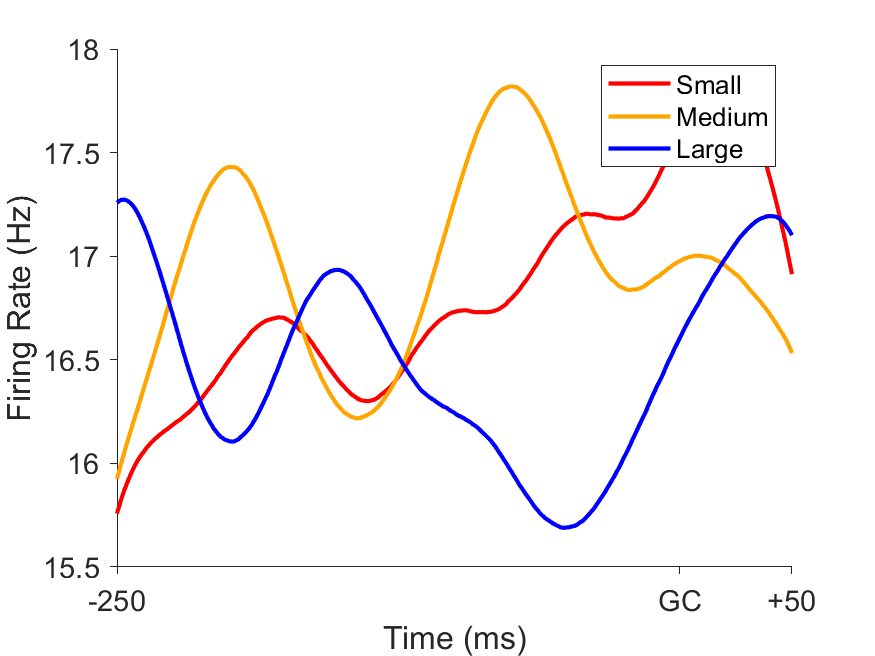 18
17.5
17
16.5
16
15.5
Firing Rate (Hz)
Small
Medium
Large
-250
GC
+50
Time (ms)